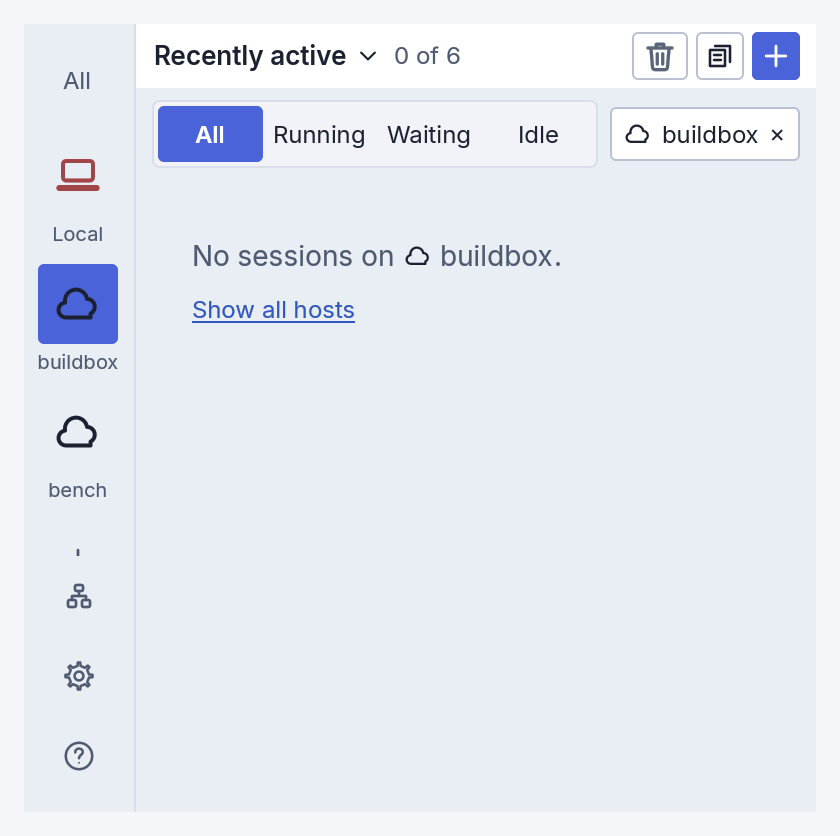 All
Local
buildbox
bench
Recently active 0 of 6
All Running Waiting Idle
buildbox ×
No sessions on buildbox.
Show all hosts